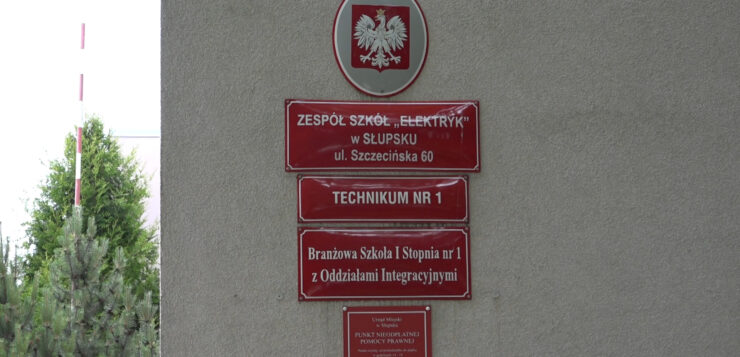 ZESPÓŁ SZKÓŁ „ELEKTRYK”
w SŁUPSKU
ul. Szczecińska 60
TECHNIKUM NR 1
Branżowa Szkoła I Stopnia nr 1
z Oddziałami Integracyjnymi
Urząd Miejski
w Słupsku
PUNKT NIEODPŁATNEJ
POMOCY PRAWNEJ